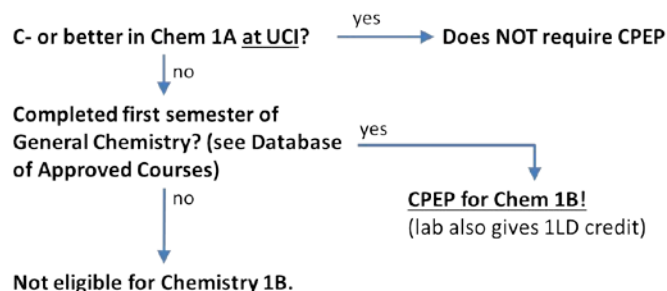 C- or better in Chem 1A at UCI?
yes
Does NOT require CPEP
no
Completed first semester of
General Chemistry? (see Database
of Approved Courses)
yes
CPEP for Chem 1B!
(lab also gives 1LD credit)
no
Not eligible for Chemistry 1B.